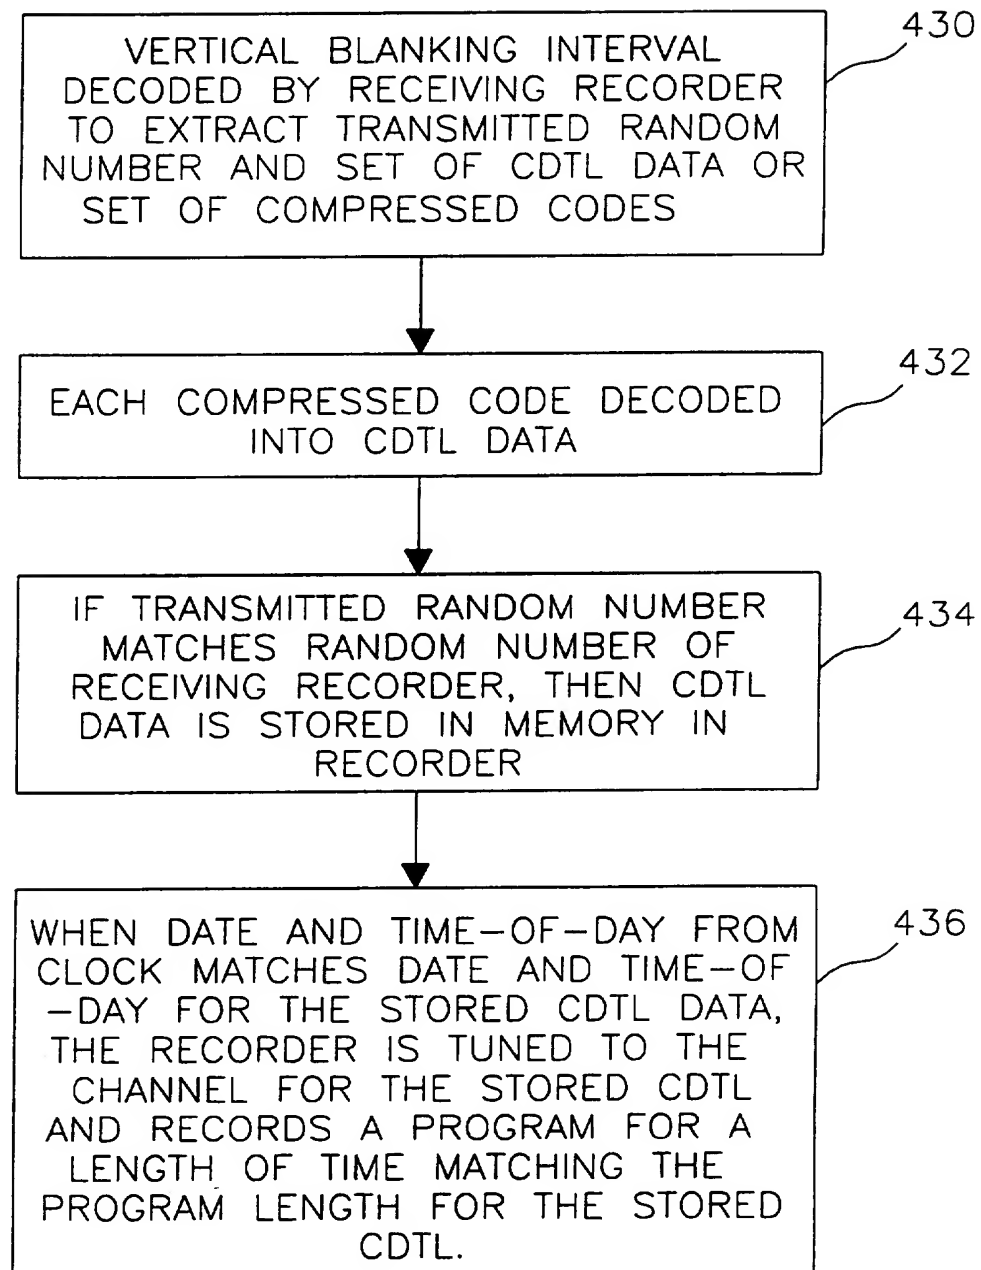 430
VERTICAL BLANKING INTERVAL
DECODED BY RECEIVING RECORDER
TO EXTRACT TRANSMITTED RANDOM
NUMBER AND SET OF CDTL DATA OR
SET OF COMPRESSED CODES
432
EACH COMPRESSED CODE DECODED
INTO CDTL DATA
434
IF TRANSMITTED RANDOM NUMBER
MATCHES RANDOM NUMBER OF
RECEIVING RECORDER, THEN CDTL
DATA IS STORED IN MEMORY IN
RECORDER
436
WHEN DATE AND TIME-OF-DAY FROM
CLOCK MATCHES DATE AND TIME-OF
-DAY FOR THE STORED CDTL DATA,
THE RECORDER IS TUNED TO THE
CHANNEL FOR THE STORED CDTL
AND RECORDS A PROGRAM FOR A
LENGTH OF TIME MATCHING THE
PROGRAM LENGTH FOR THE STORED
CDTL.